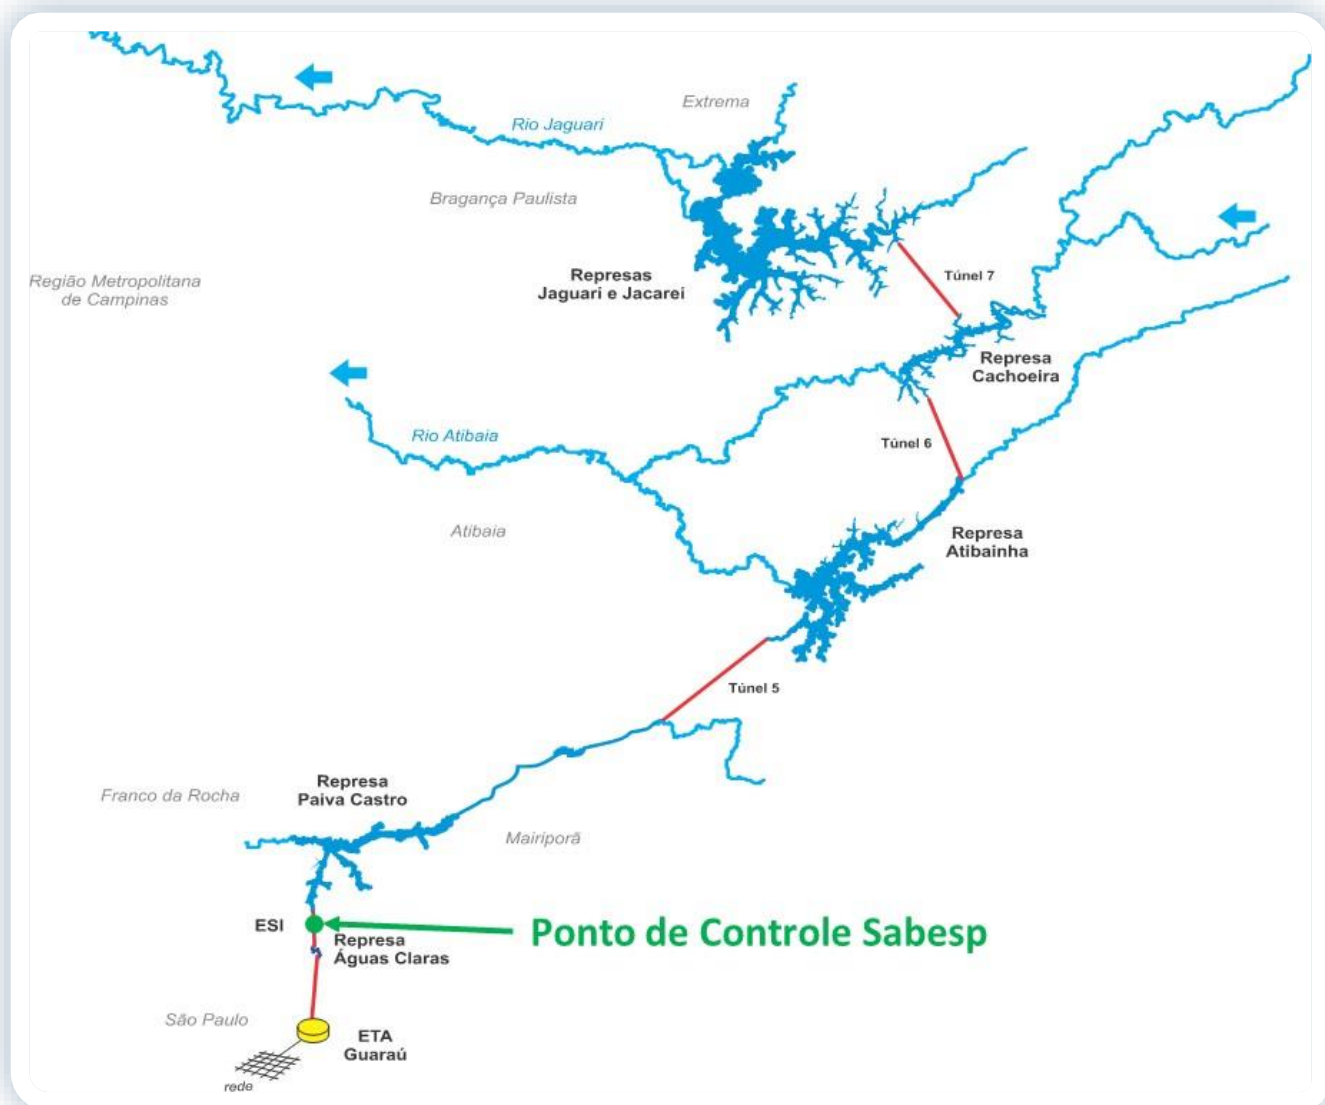 Extrema
Rio Jaguari
Bragança Paulista
Represas
Jaguari e Jacarei
Túnel 7
Região Metropolitana
de Campinas
Represa
Cachoeira
Rio Atibaia
Túnel 6
Atibaia
Represa
Atibainha
Túnel 5
Represa
Paiva Castro
Franco da Rocha
Mairiporã
ESI
Ponto de Controle Sabesp
Represa
Águas Claras
São Paulo
ETA
Guaraú
rede